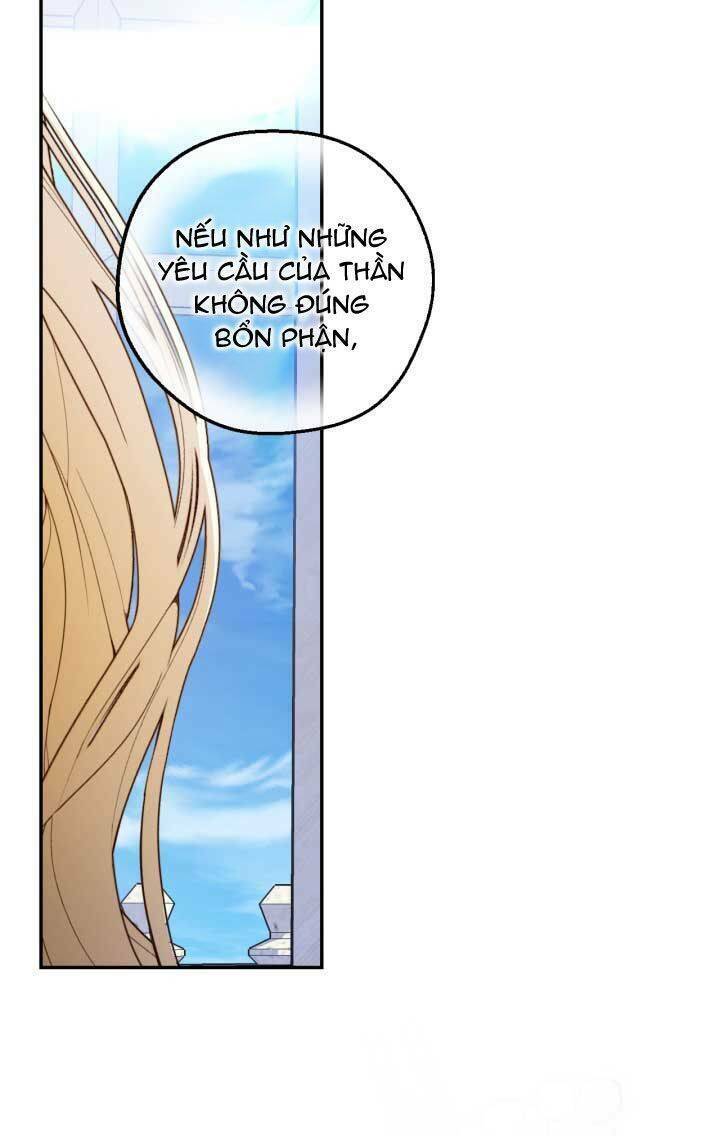 NẾU NHƯ NHỮNG
YÊU CẦU CỦA THẦN
KHÔNG ĐÚNG
BỔN PHẬN,